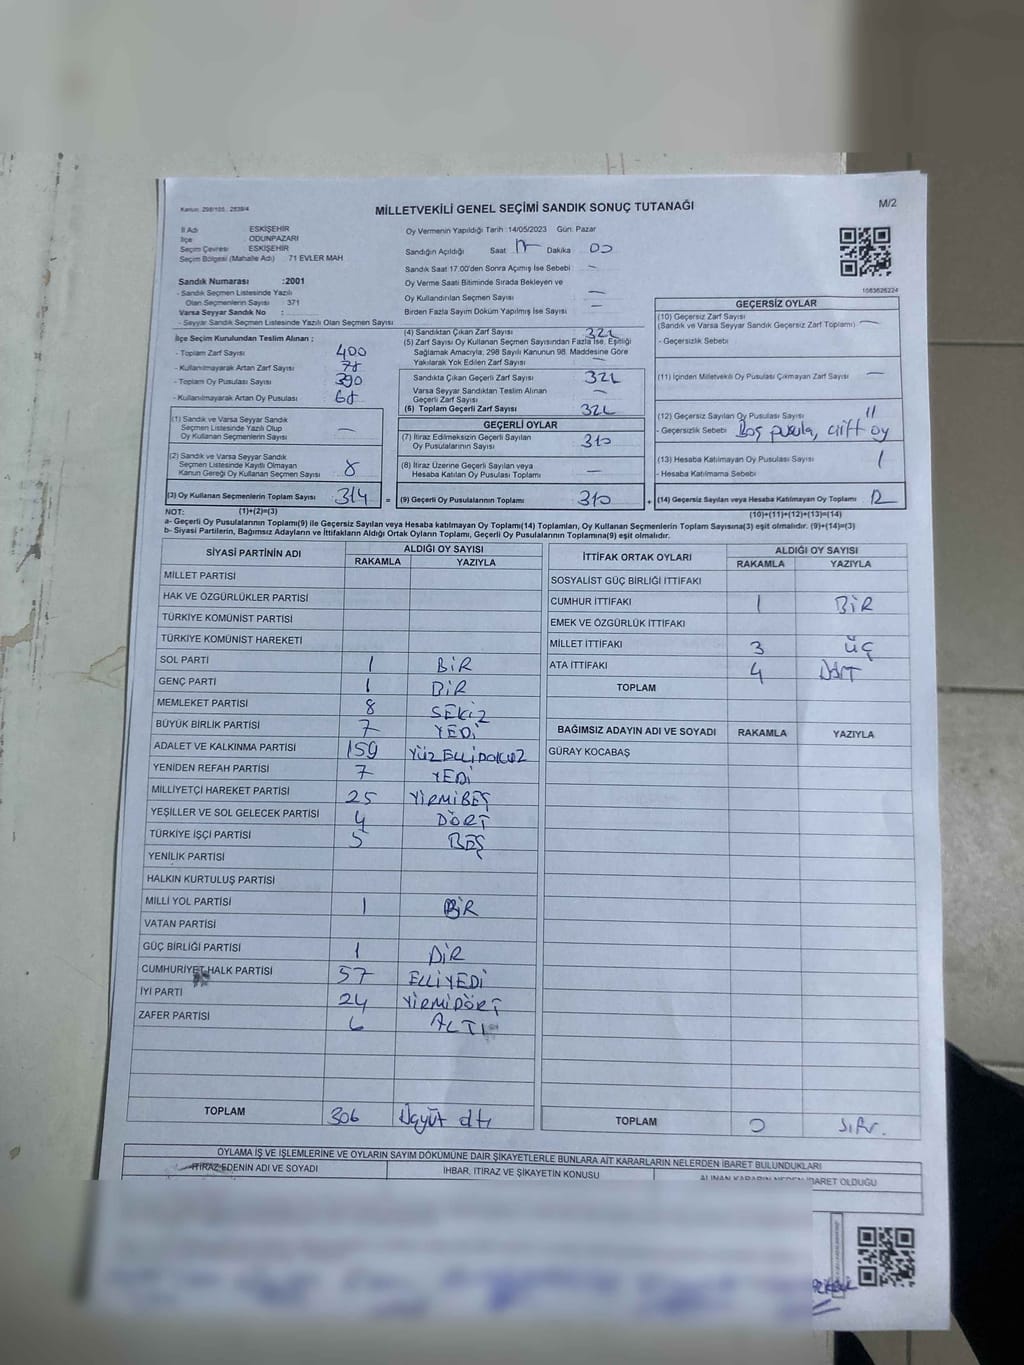 Kanun: 298/105 , 2839/4
MİLLETVEKİLİ GENEL SEÇİMİ SANDIK SONUÇ TUTANAĞI
M/2
İl Adı ESKİŞEHİR
İlçe ODUNPAZARI
Seçim Çevresi ESKİŞEHİR
Seçim Bölgesi (Mahalle Adı) 71 EVLER MAH
Sandık Numarası :2001
- Sandık Seçmen Listesinde Yazılı
Olan Seçmenlerin Sayısı : 371
Varsa Seyyar Sandık No :
- Seyyar Sandık Seçmen Listesinde Yazılı Olan Seçmen Sayısı
Oy Vermenin Yapıldığı Tarih :14/05/2023 Gün: Pazar
Sandığın Açıldığı Saat 17 Dakika 00
Sandık Saat 17.00'den Sonra Açımış İse Sebebi —
Oy Verme Saati Bitiminde Sırada Bekleyen ve
Oy Kullandırılan Seçmen Sayısı —
Birden Fazla Sayım Döküm Yapılmış İse Sayısı —
1083626224
İlçe Seçim Kurulundan Teslim Alınan ;
- Toplam Zarf Sayısı 400
- Kullanılmayarak Artan Zarf Sayısı 78
- Toplam Oy Pusulası Sayısı 390
- Kullanılmayarak Artan Oy Pusulası 68
(1) Sandık ve Varsa Seyyar Sandık
Seçmen Listesinde Yazılı Olup
Oy Kullanan Seçmenlerin Sayısı —
(2) Sandık ve Varsa Seyyar Sandık
Seçmen Listesinde Kayıtlı Olmayan
Kanun Gereği Oy Kullanan Seçmen Sayısı 8
(3) Oy Kullanan Seçmenlerin Toplam Sayısı 314 =
(4) Sandıktan Çıkan Zarf Sayısı 322
(5) Zarf Sayısı Oy Kullanan Seçmen Sayısından Fazla İse, Eşitliği
Sağlamak Amacıyla; 298 Sayılı Kanunun 98. Maddesine Göre
Yakılarak Yok Edilen Zarf Sayısı —
Sandıkta Çıkan Geçerli Zarf Sayısı 322
Varsa Seyyar Sandıktan Teslim Alınan
Geçerli Zarf Sayısı —
(6) Toplam Geçerli Zarf Sayısı 322
GEÇERLİ OYLAR
(7) İtiraz Edilmeksizin Geçerli Sayılan
Oy Pusulalarının Sayısı 310
(8) İtiraz Üzerine Geçerli Sayılan veya
Hesaba Katılan Oy Pusulası Toplamı —
(9) Geçerli Oy Pusulalarının Toplamı 310 +
GEÇERSİZ OYLAR
(10) Geçersiz Zarf Sayısı
(Sandık ve Varsa Seyyar Sandık Geçersiz Zarf Toplamı) —
- Geçersizlik Sebebi
(11) İçinden Milletvekili Oy Pusulası Çıkmayan Zarf Sayısı —
(12) Geçersiz Sayılan Oy Pusulası Sayısı 11
- Geçersizlik Sebebi Boş pusula, çift oy
(13) Hesaba Katılmayan Oy Pusulası Sayısı 1
- Hesaba Katılmama Sebebi
(14) Geçersiz Sayılan veya Hesaba Katılmayan Oy Toplamı 12
NOT: (1)+(2)=(3)
(10)+(11)+(12)+(13)=(14)
a- Geçerli Oy Pusulalarının Toplamı(9) ile Geçersiz Sayılan veya Hesaba katılmayan Oy Toplamı(14) Toplamları, Oy Kullanan Seçmenlerin Toplam Sayısına(3) eşit olmalıdır. (9)+(14)=(3)
b- Siyasi Partilerin, Bağımsız Adayların ve İttifakların Aldığı Ortak Oyların Toplamı, Geçerli Oy Pusulalarının Toplamına(9) eşit olmalıdır.
SİYASİ PARTİNİN ADI ALDIĞI OY SAYISI
RAKAMLA YAZIYLA
MİLLET PARTİSİ
HAK VE ÖZGÜRLÜKLER PARTİSİ
TÜRKİYE KOMÜNİST PARTİSİ
TÜRKİYE KOMÜNİST HAREKETİ
SOL PARTİ 1 BİR
GENÇ PARTİ 1 BİR
MEMLEKET PARTİSİ 8 SEKİZ
BÜYÜK BİRLİK PARTİSİ 7 YEDİ
ADALET VE KALKINMA PARTİSİ 159 YÜZELLİDOKUZ
YENİDEN REFAH PARTİSİ 7 YEDİ
MİLLİYETÇİ HAREKET PARTİSİ 25 YİRMİBEŞ
YEŞİLLER VE SOL GELECEK PARTİSİ 4 DÖRT
TÜRKİYE İŞÇİ PARTİSİ 5 BEŞ
YENİLİK PARTİSİ
HALKIN KURTULUŞ PARTİSİ
MİLLİ YOL PARTİSİ 1 BİR
VATAN PARTİSİ
GÜÇ BİRLİĞİ PARTİSİ 1 BİR
CUMHURİYET HALK PARTİSİ 57 ELLİYEDİ
İYİ PARTİ 24 YİRMİDÖRT
ZAFER PARTİSİ 6 ALTI
TOPLAM 306 Üçyüz altı
İTTİFAK ORTAK OYLARI ALDIĞI OY SAYISI
RAKAMLA YAZIYLA
SOSYALİST GÜÇ BİRLİĞİ İTTİFAKI
CUMHUR İTTİFAKI 1 BİR
EMEK VE ÖZGÜRLÜK İTTİFAKI
MİLLET İTTİFAKI 3 ÜÇ
ATA İTTİFAKI 4 DÖRT
TOPLAM
BAĞIMSIZ ADAYIN ADI VE SOYADI RAKAMLA YAZIYLA
GÜRAY KOCABAŞ
TOPLAM 0 Sıfır.
OYLAMA İŞ VE İŞLEMLERİNE VE OYLARIN SAYIM DÖKÜMÜNE DAİR ŞİKAYETLERLE BUNLARA AİT KARARLARIN NELERDEN İBARET BULUNDUKLARI
İTİRAZ EDENİN ADI VE SOYADI İHBAR, İTİRAZ VE ŞİKAYETİN KONUSU ALINAN KARARIN NEDEN İBARET OLDUĞU